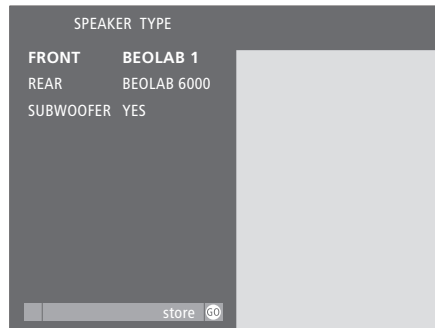 SPEAKER TYPE
FRONT BEOLAB 1
REAR BEOLAB 6000
SUBWOOFER YES
store GO